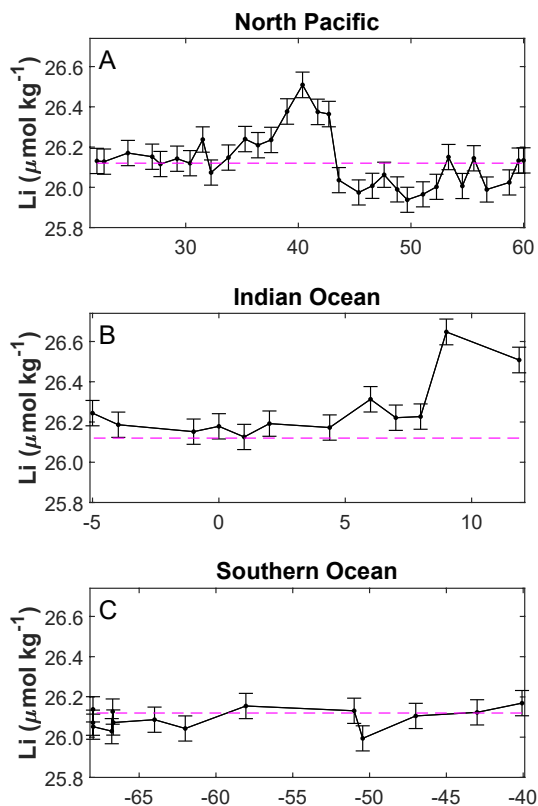 North Pacific
A
26.6
26.4
26.2
26.0
25.8
Li (μmol kg⁻¹)
30 40 50 60
Indian Ocean
B
26.6
26.4
26.2
26.0
25.8
Li (μmol kg⁻¹)
-5 0 5 10
Southern Ocean
C
26.6
26.4
26.2
26.0
25.8
Li (μmol kg⁻¹)
-65 -60 -55 -50 -45 -40